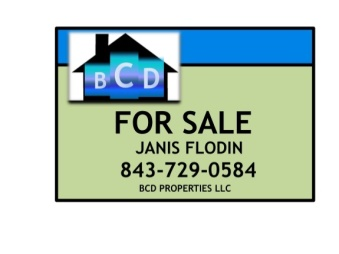 BCD
FOR SALE
JANIS FLODIN
843-729-0584
BCD PROPERTIES LLC